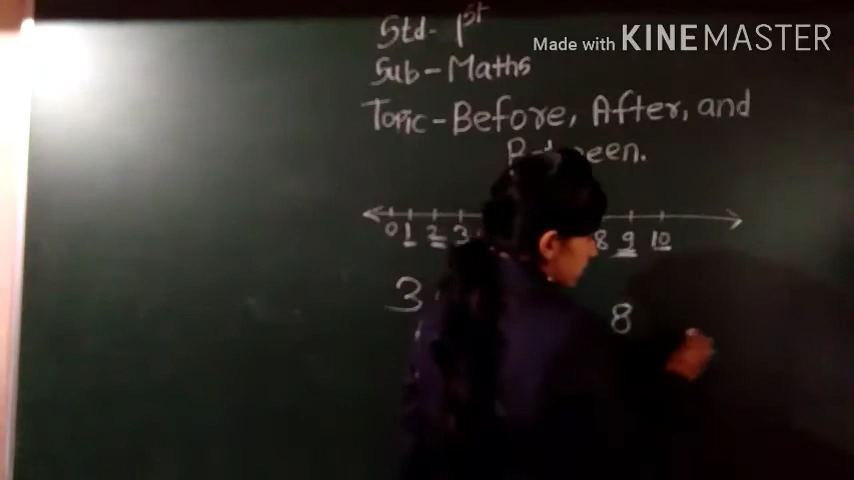 Std- 1st
Made with KINEMASTER
Sub-Maths
Topic-Before, After, and
0 1 2 3 8 9 10
3 8